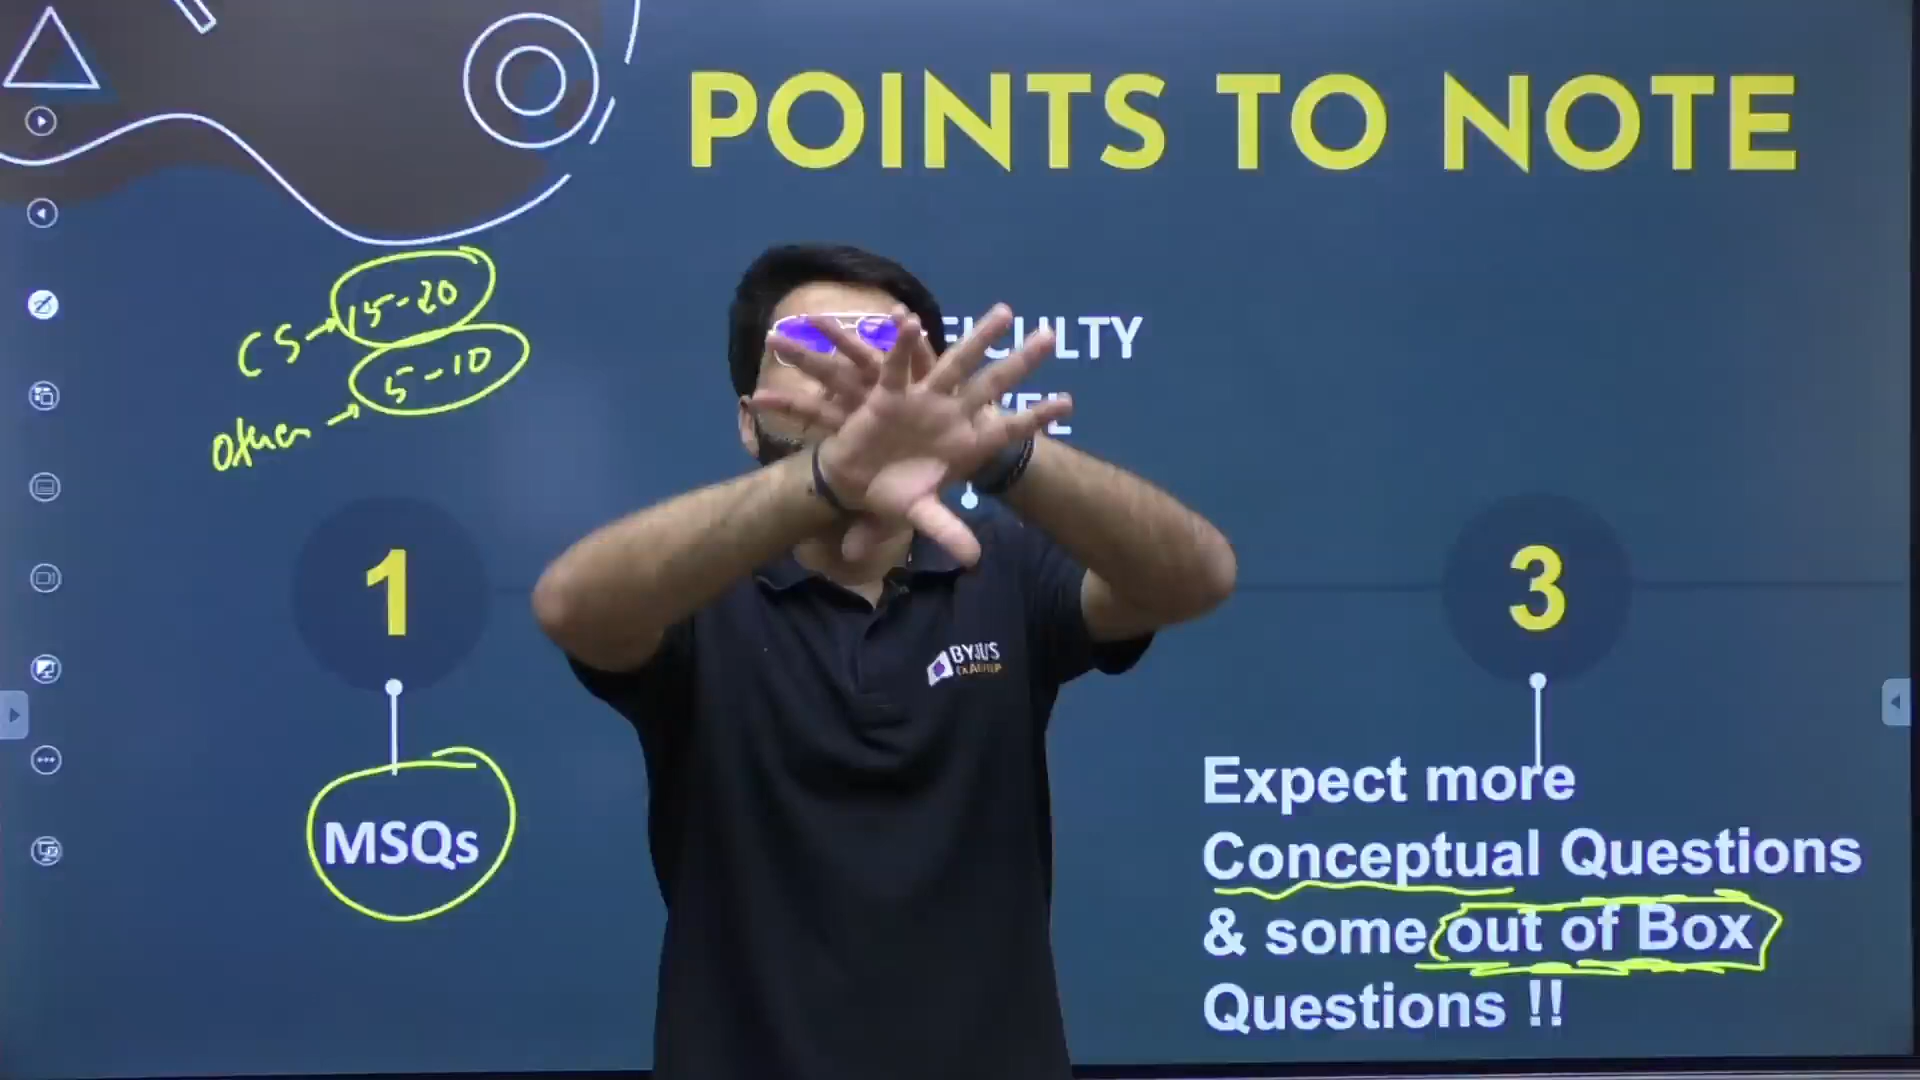 POINTS TO NOTE
CS → 15-20
Other → 5-10
1
MSQs
3
Expect more
Conceptual Questions
& some out of Box
Questions !!
BYJU'S